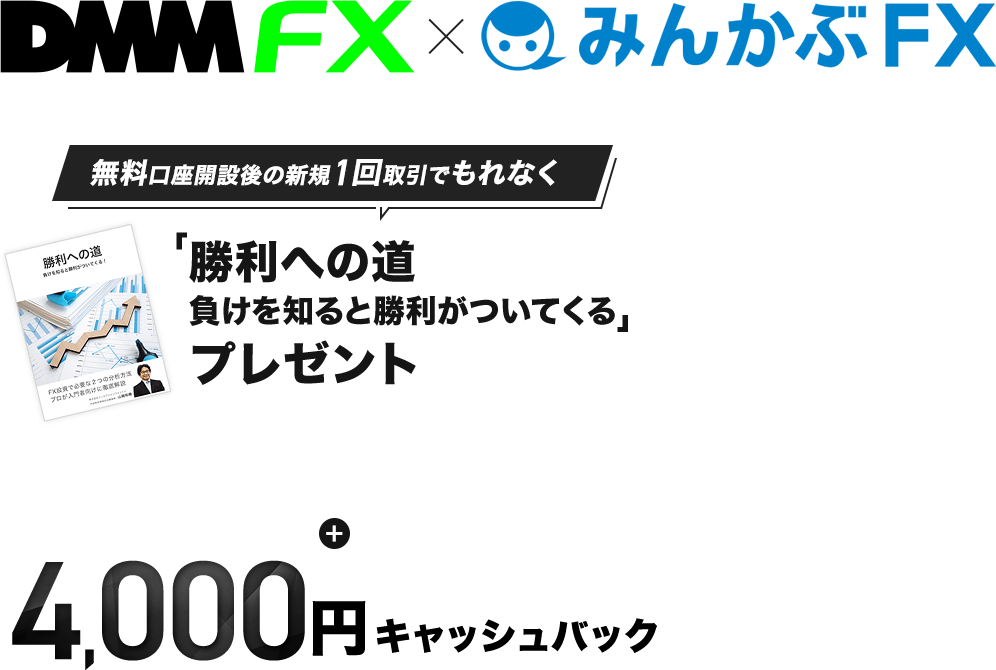 DMM FX × みんかぶFX
無料口座開設後の新規1回取引でもれなく
「勝利への道
負けを知ると勝利がついてくる」
プレゼント
勝利への道
負けを知ると勝利がついてくる！
FX投資で必要な2つの分析方法
プロが入門者向けに徹底解説
+
4,000円キャッシュバック